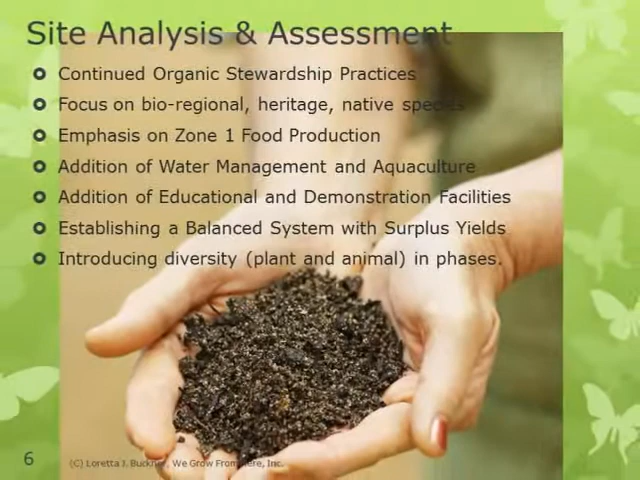 Site Analysis & Assessment
Continued Organic Stewardship Practices
Focus on bio-regional, heritage, native species
Emphasis on Zone 1 Food Production
Addition of Water Management and Aquaculture
Addition of Educational and Demonstration Facilities
Establishing a Balanced System with Surplus Yields
Introducing diversity (plant and animal) in phases.
6
(C) Loretta J. Buckner, We Grow From Here, Inc.